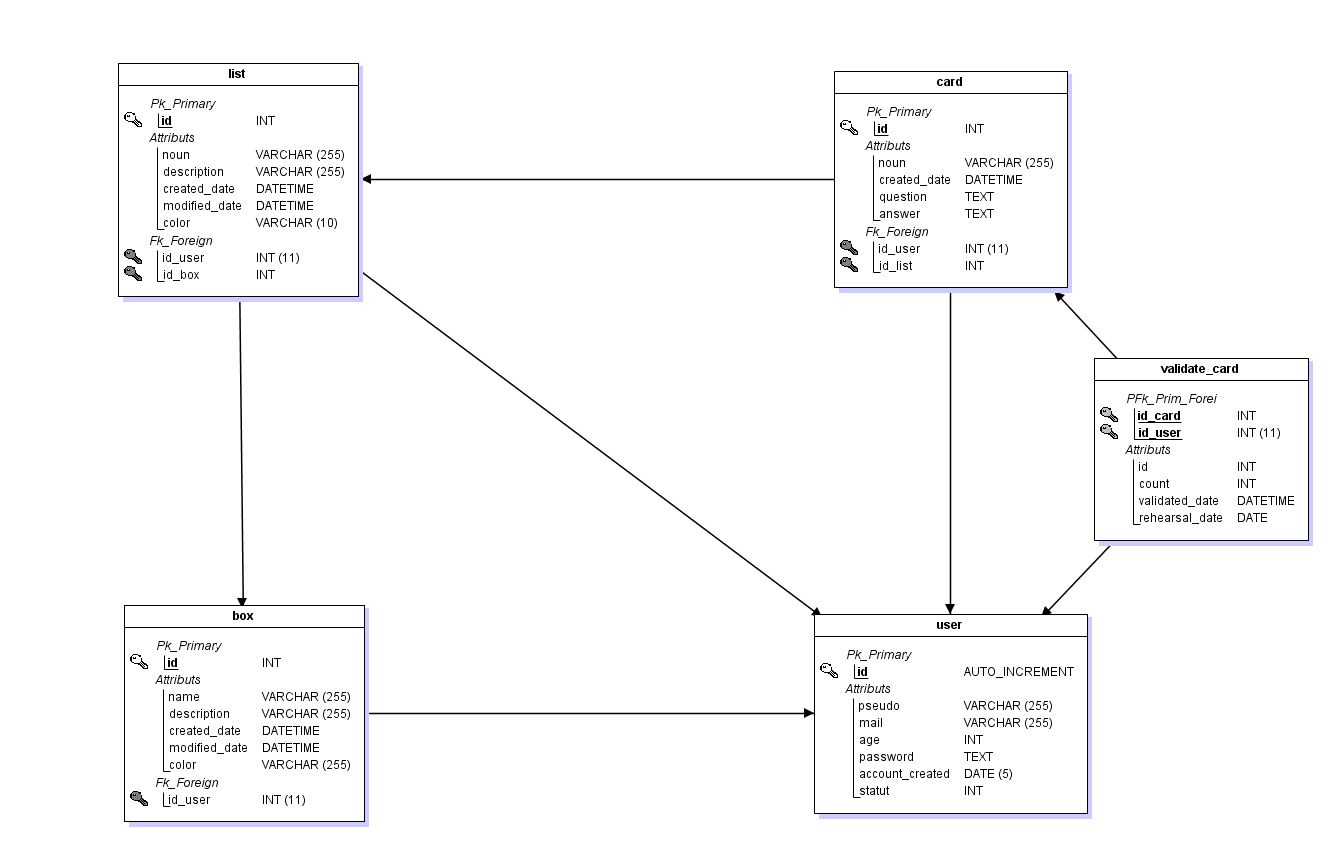 list
Pk_Primary
id INT
Attributs
noun VARCHAR (255)
description VARCHAR (255)
created_date DATETIME
modified_date DATETIME
color VARCHAR (10)
Fk_Foreign
id_user INT (11)
id_box INT
card
Pk_Primary
id INT
Attributs
noun VARCHAR (255)
created_date DATETIME
question TEXT
answer TEXT
Fk_Foreign
id_user INT (11)
id_list INT
validate_card
PFk_Prim_Forei
id_card INT
id_user INT (11)
Attributs
id INT
count INT
validated_date DATETIME
rehearsal_date DATE
box
Pk_Primary
id INT
Attributs
name VARCHAR (255)
description VARCHAR (255)
created_date DATETIME
modified_date DATETIME
color VARCHAR (255)
Fk_Foreign
id_user INT (11)
user
Pk_Primary
id AUTO_INCREMENT
Attributs
pseudo VARCHAR (255)
mail VARCHAR (255)
age INT
password TEXT
account_created DATE (5)
statut INT